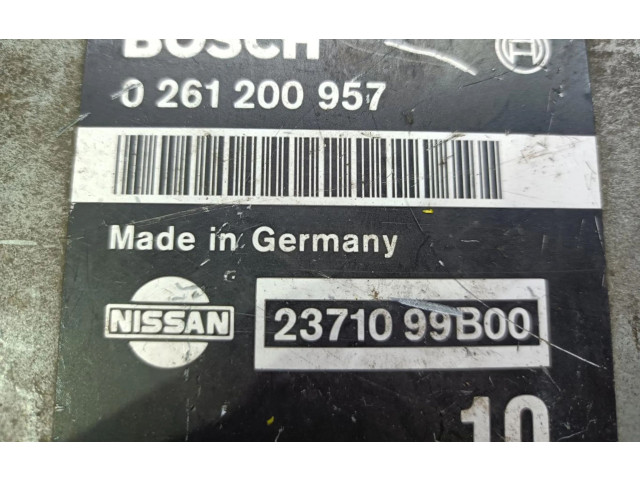 BOSCH
0 261 200 957
Made in Germany
NISSAN
23710 99B00
10